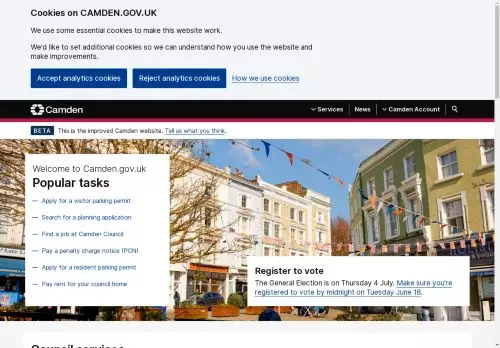 Cookies on CAMDEN.GOV.UK
We use some essential cookies to make this website work.
We'd like to set additional cookies so we can understand how you use the website and
make improvements.
Accept analytics cookies
Reject analytics cookies
How we use cookies
Camden
Services
News
Camden Account
BETA This is the improved Camden website. Tell us what you think.
Welcome to Camden.gov.uk
Popular tasks
— Apply for a visitor parking permit
— Search for a planning application
— Find a job at Camden Council
— Pay a penalty charge notice (PCN)
— Apply for a resident parking permit
— Pay rent for your council home
Register to vote
The General Election is on Thursday 4 July. Make sure you're
registered to vote by midnight on Tuesday June 18.
Council services